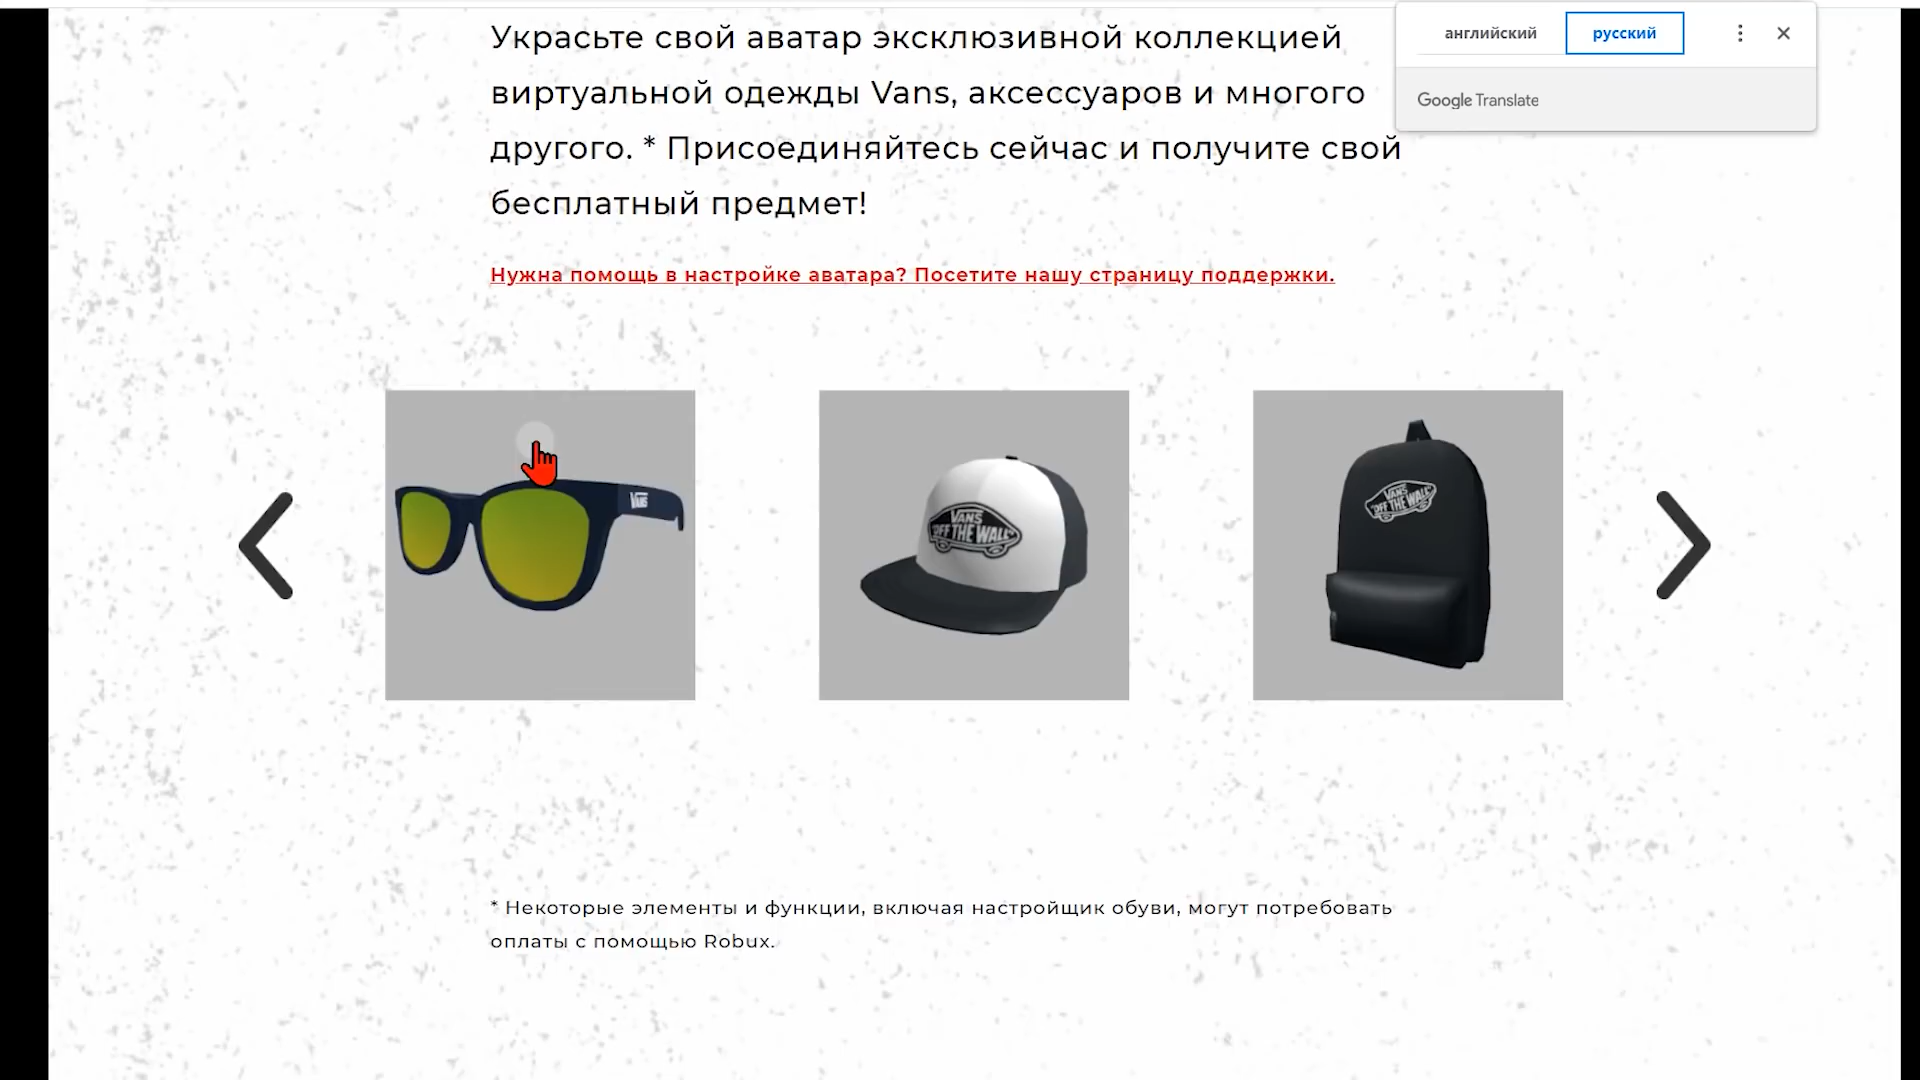 Украсьте свой аватар эксклюзивной коллекцией
виртуальной одежды Vans, аксессуаров и многого
другого. * Присоединяйтесь сейчас и получите свой
бесплатный предмет!
английский русский
Google Translate
Нужна помощь в настройке аватара? Посетите нашу страницу поддержки.
VANS
VANS
"OFF THE WALL"
VANS
"OFF THE WALL"
* Некоторые элементы и функции, включая настройщик обуви, могут потребовать
оплаты с помощью Robux.